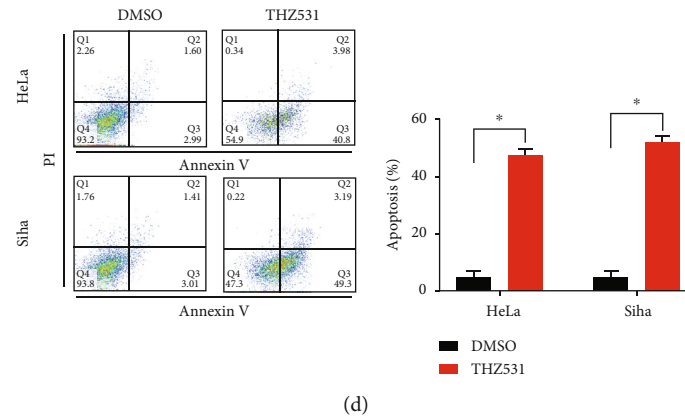 DMSO
THZ531
HeLa
Q1
2.26
Q2
1.60
Q4
93.2
Q3
2.99
Q1
0.34
Q2
3.98
Q4
54.9
Q3
40.8
Annexin V
PI
Siha
Q1
1.76
Q2
1.41
Q4
93.8
Q3
3.01
Q1
0.22
Q2
3.19
Q4
47.3
Q3
49.3
Annexin V
Apoptosis (%)
60
40
20
0
*
*
HeLa
Siha
DMSO
THZ531
(d)